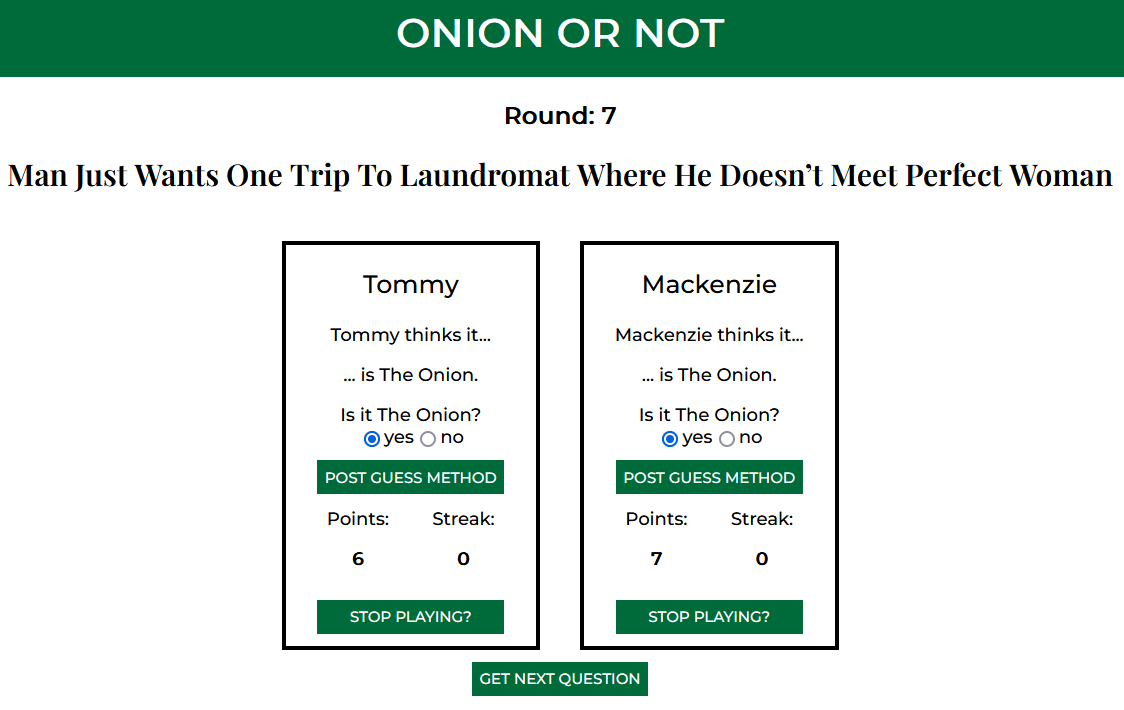 ONION OR NOT
Round: 7
Man Just Wants One Trip To Laundromat Where He Doesn’t Meet Perfect Woman
Tommy
Tommy thinks it...
... is The Onion.
Is it The Onion?
yes no
POST GUESS METHOD
Points: Streak:
6 0
STOP PLAYING?
Mackenzie
Mackenzie thinks it...
... is The Onion.
Is it The Onion?
yes no
POST GUESS METHOD
Points: Streak:
7 0
STOP PLAYING?
GET NEXT QUESTION